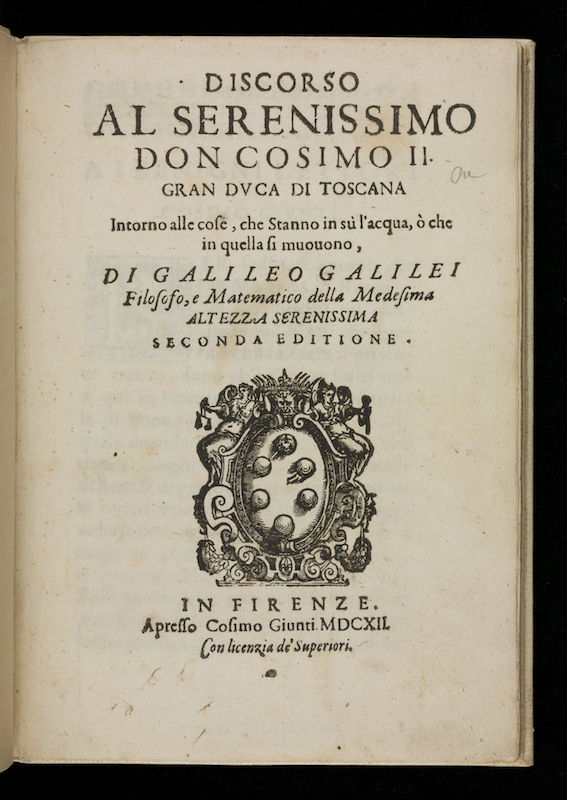 DISCORSO
AL SERENISSIMO
DON COSIMO II.
GRAN DVCA DI TOSCANA
Intorno alle cose, che Stanno in sù l'acqua, ò che
in quella si muouono,
DI GALILEO GALILEI
Filosofo, e Matematico della Medesima
ALTEZZA SERENISSIMA
SECONDA EDITIONE.
IN FIRENZE.
Apresso Cosimo Giunti. MDCXII.
Con licenzia de' Superiori.